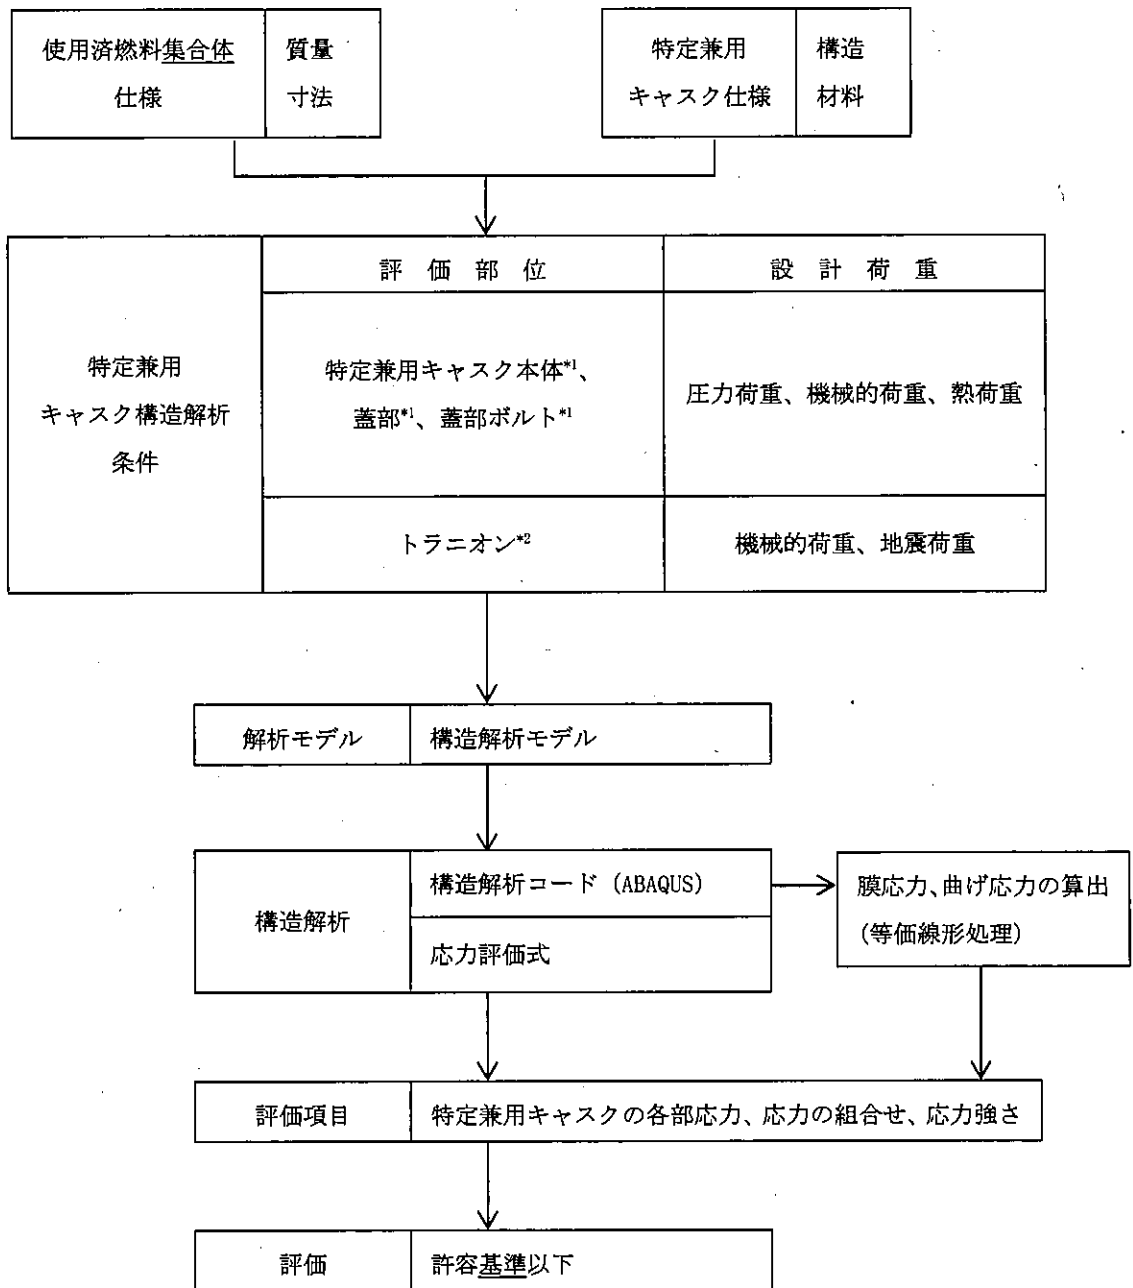 使用済燃料集合体
仕様
質量
寸法
特定兼用
キャスク仕様
構造
材料
特定兼用
キャスク構造解析
条件
評価部位
設計荷重
特定兼用キャスク本体*1、
蓋部*1、蓋部ボルト*1
圧力荷重、機械的荷重、熱荷重
トラニオン*2
機械的荷重、地震荷重
解析モデル
構造解析モデル
構造解析
構造解析コード (ABAQUS)
応力評価式
膜応力、曲げ応力の算出
(等価線形処理)
評価項目
特定兼用キャスクの各部応力、応力の組合せ、応力強さ
評価
許容基準以下